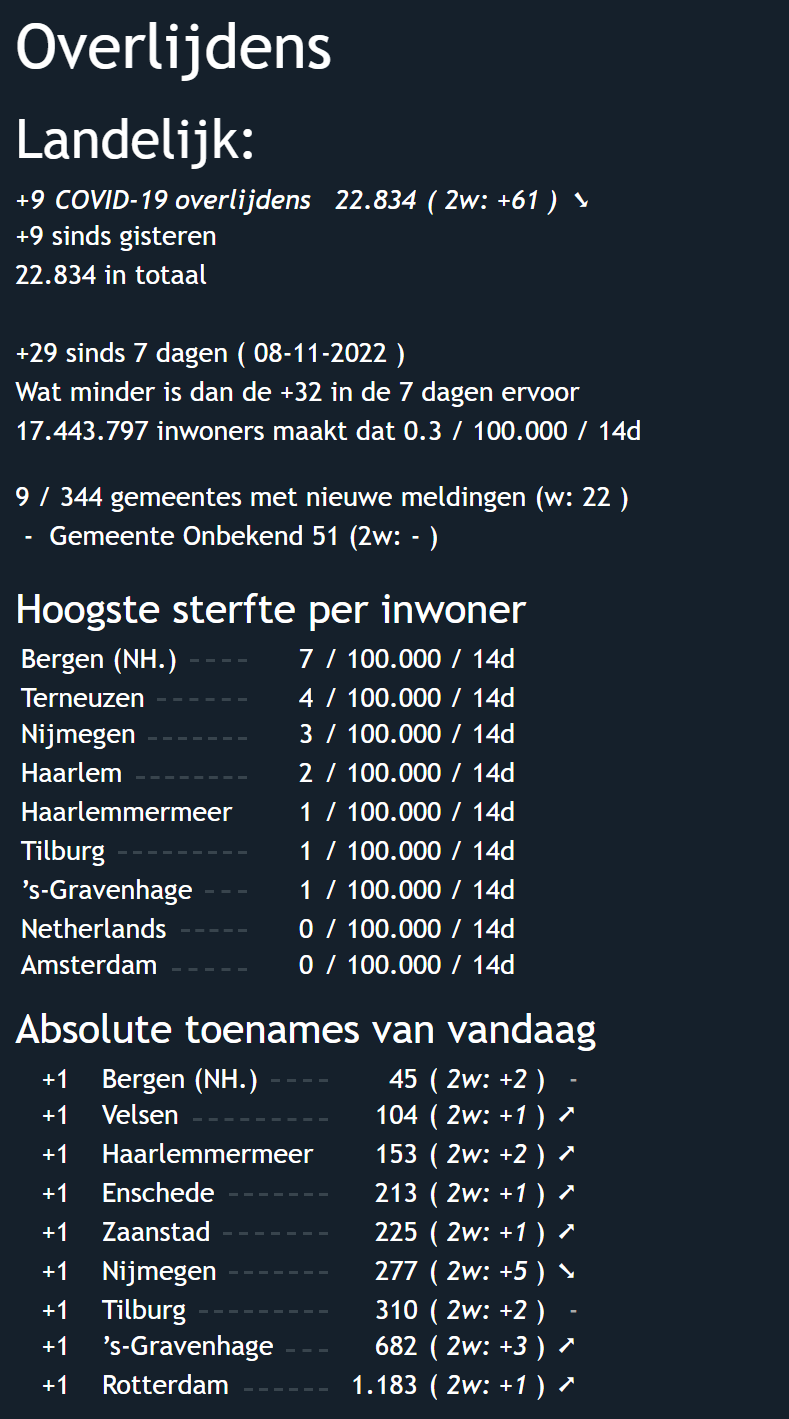 Overlijdens
Landelijk:
+9 COVID-19 overlijdens 22.834 ( 2w: +61 ) ➘
+9 sinds gisteren
22.834 in totaal
+29 sinds 7 dagen ( 08-11-2022 )
Wat minder is dan de +32 in de 7 dagen ervoor
17.443.797 inwoners maakt dat 0.3 / 100.000 / 14d
9 / 344 gemeentes met nieuwe meldingen (w: 22 )
- Gemeente Onbekend 51 (2w: - )
Hoogste sterfte per inwoner
Bergen (NH.) ---- 7 / 100.000 / 14d
Terneuzen ------ 4 / 100.000 / 14d
Nijmegen ------- 3 / 100.000 / 14d
Haarlem -------- 2 / 100.000 / 14d
Haarlemmermeer 1 / 100.000 / 14d
Tilburg --------- 1 / 100.000 / 14d
’s-Gravenhage --- 1 / 100.000 / 14d
Netherlands ----- 0 / 100.000 / 14d
Amsterdam ----- 0 / 100.000 / 14d
Absolute toenames van vandaag
+1 Bergen (NH.) ---- 45 ( 2w: +2 ) -
+1 Velsen --------- 104 ( 2w: +1 ) ➚
+1 Haarlemmermeer 153 ( 2w: +2 ) ➚
+1 Enschede ------- 213 ( 2w: +1 ) ➚
+1 Zaanstad ------- 225 ( 2w: +1 ) ➚
+1 Nijmegen ------- 277 ( 2w: +5 ) ➘
+1 Tilburg --------- 310 ( 2w: +2 ) -
+1 ’s-Gravenhage --- 682 ( 2w: +3 ) ➚
+1 Rotterdam ------ 1.183 ( 2w: +1 ) ➚